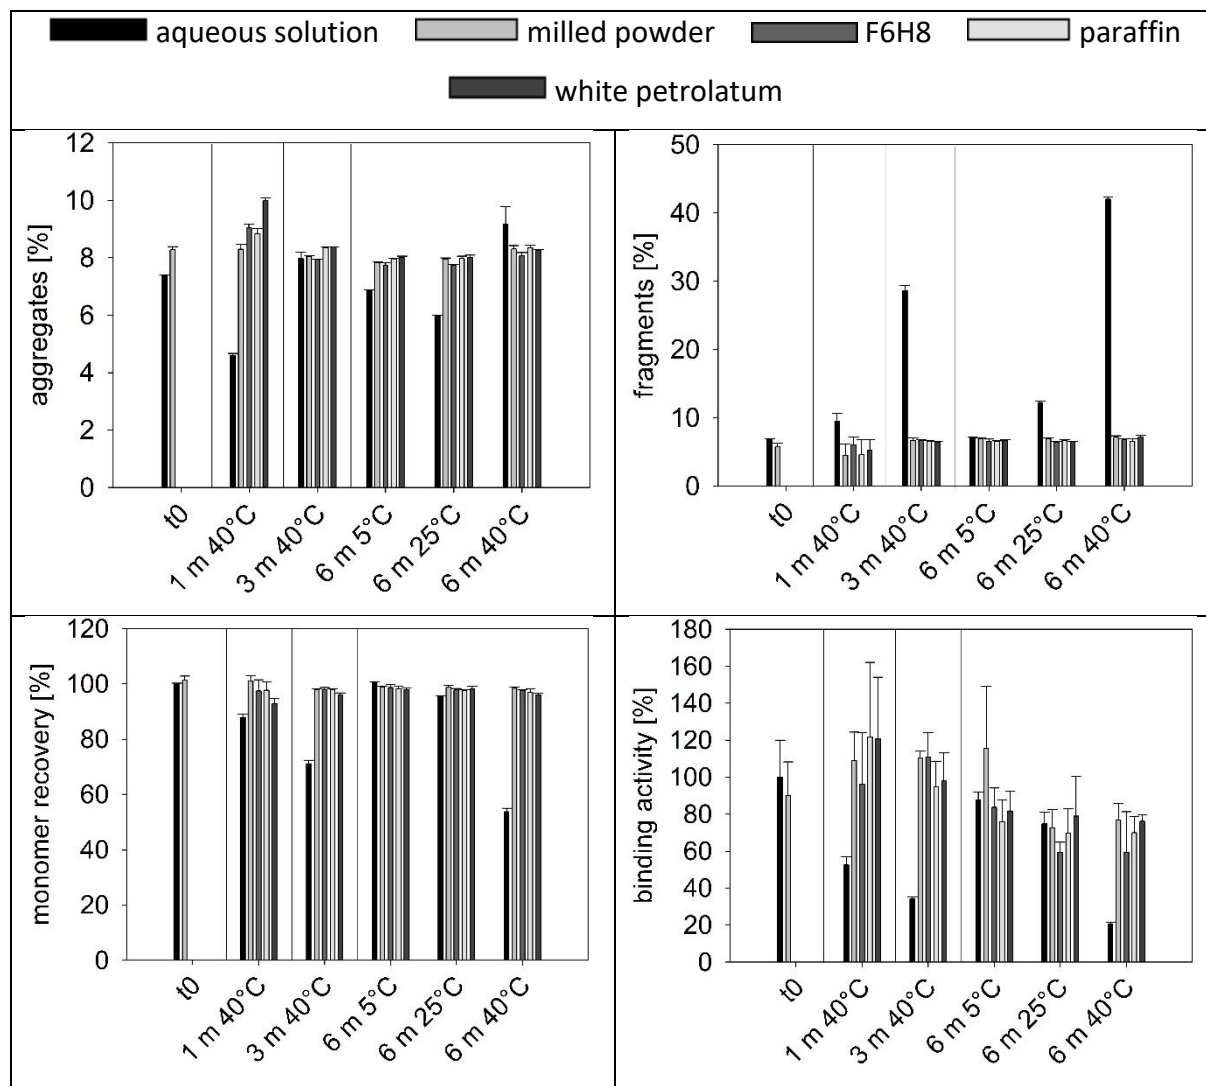 aqueous solution milled powder F6H8 paraffin
white petrolatum
aggregates [%]
12
10
8
6
4
2
0
t0
1 m 40°C
3 m 40°C
6 m 5°C
6 m 25°C
6 m 40°C
fragments [%]
50
40
30
20
10
0
t0
1 m 40°C
3 m 40°C
6 m 5°C
6 m 25°C
6 m 40°C
monomer recovery [%]
120
100
80
60
40
20
0
t0
1 m 40°C
3 m 40°C
6 m 5°C
6 m 25°C
6 m 40°C
binding activity [%]
180
160
140
120
100
80
60
40
20
0
t0
1 m 40°C
3 m 40°C
6 m 5°C
6 m 25°C
6 m 40°C